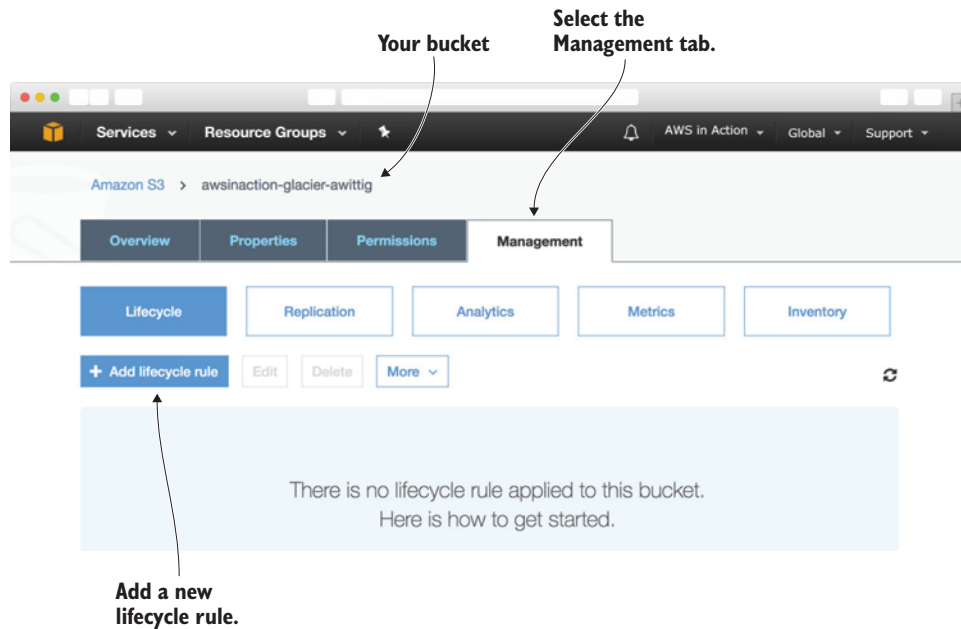 Select the
Management tab.
Your bucket
Services Resource Groups AWS in Action Global Support
Amazon S3 > awsinaction-glacier-awittig
Overview Properties Permissions Management
Lifecycle Replication Analytics Metrics Inventory
+ Add lifecycle rule Edit Delete More
There is no lifecycle rule applied to this bucket.
Here is how to get started.
Add a new
lifecycle rule.